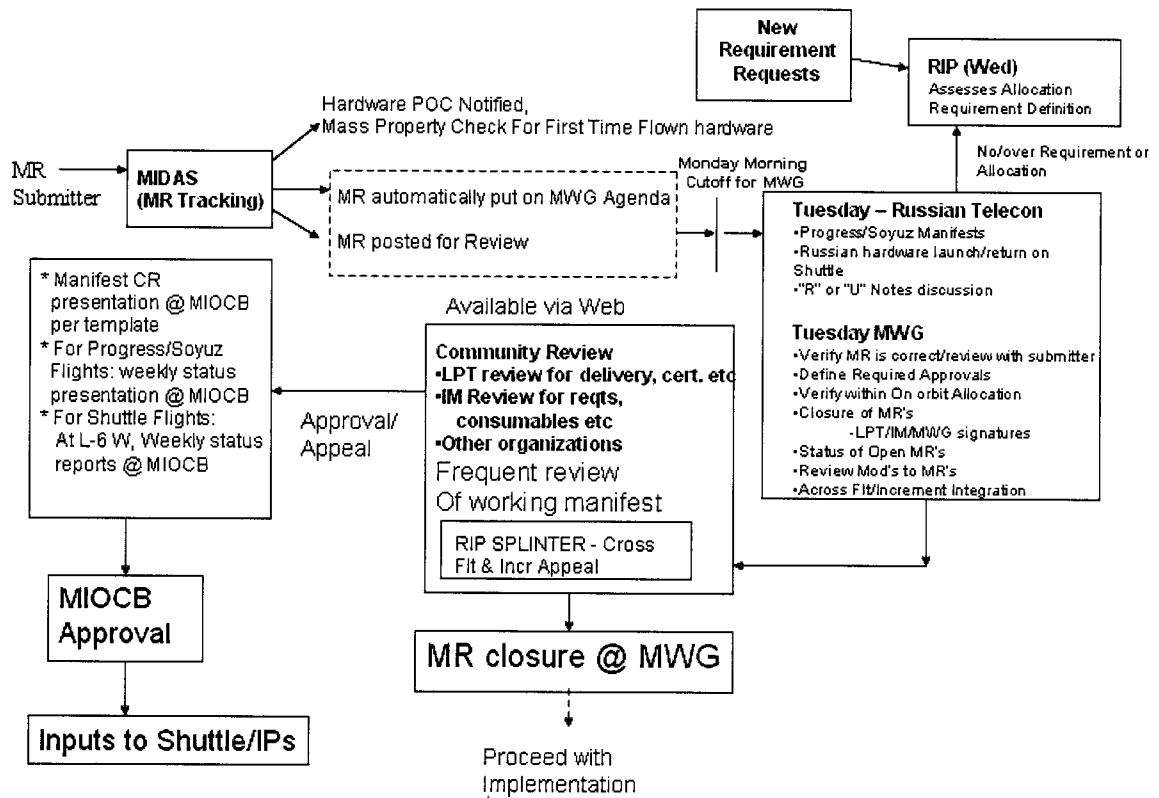 New
Requirement
Requests
RIP (Wed)
Assesses Allocation
Requirement Definition
Hardware POC Notified,
Mass Property Check For First Time Flown hardware
MR
Submitter
MIDAS
(MR Tracking)
MR automatically put on MWG Agenda
MR posted for Review
Monday Morning
Cutoff for MWG
No/over Requirement or
Allocation
Tuesday – Russian Telecon
•Progress/Soyuz Manifests
•Russian hardware launch/return on
Shuttle
•"R" or "U" Notes discussion
Tuesday MWG
•Verify MR is correct/review with submitter
•Define Required Approvals
•Verify within On orbit Allocation
•Closure of MR's
-LPT/IM/MWG signatures
•Status of Open MR's
•Review Mod's to MR's
•Across Flt/Increment Integration
* Manifest CR
presentation @ MIOCB
per template
* For Progress/Soyuz
Flights: weekly status
presentation @ MIOCB
* For Shuttle Flights:
At L-6 W, Weekly status
reports @ MIOCB
Available via Web
Community Review
•LPT review for delivery, cert. etc
•IM Review for reqts,
consumables etc
•Other organizations
Frequent review
Of working manifest
RIP SPLINTER - Cross
Flt & Incr Appeal
Approval/
Appeal
MIOCB
Approval
MR closure @ MWG
Inputs to Shuttle/IPs
Proceed with
Implementation